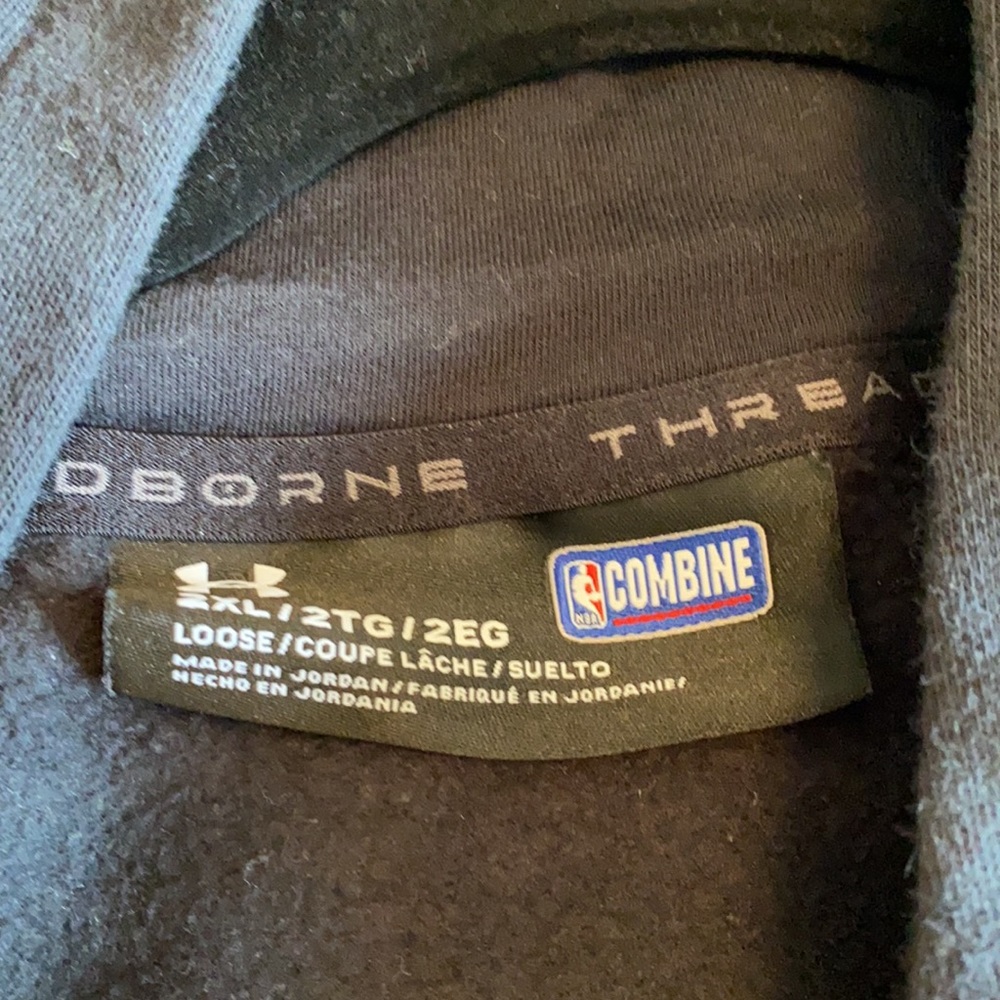 DBORNE THREA
COMBINE
NBA
2XL/2TG/2EG
LOOSE/COUPE LÂCHE/SUELTO
MADE IN JORDAN/FABRIQUÉ EN JORDANIE/
HECHO EN JORDANIA